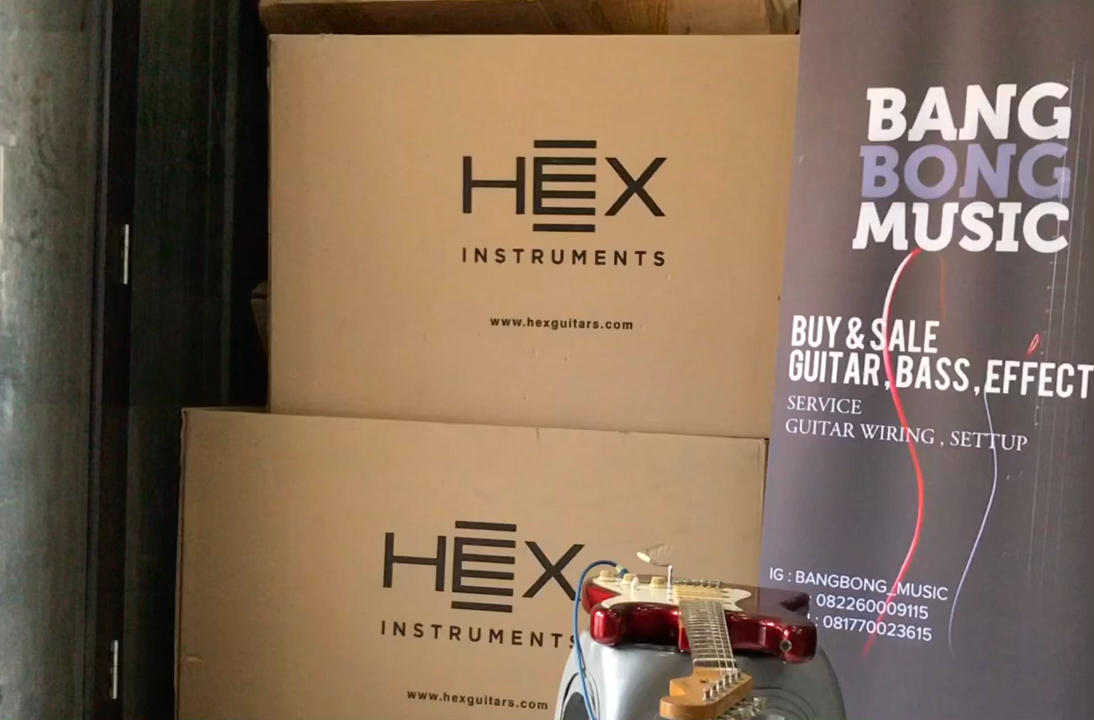 HEX
INSTRUMENTS
www.hexguitars.com
HEX
INSTRUMENTS
www.hexguitars.com
BANG
BONG
MUSIC
BUY & SALE
GUITAR, BASS, EFFECT
SERVICE
GUITAR WIRING , SETTUP
IG : BANGBONG_MUSIC
: 082260009115
: 081770023615